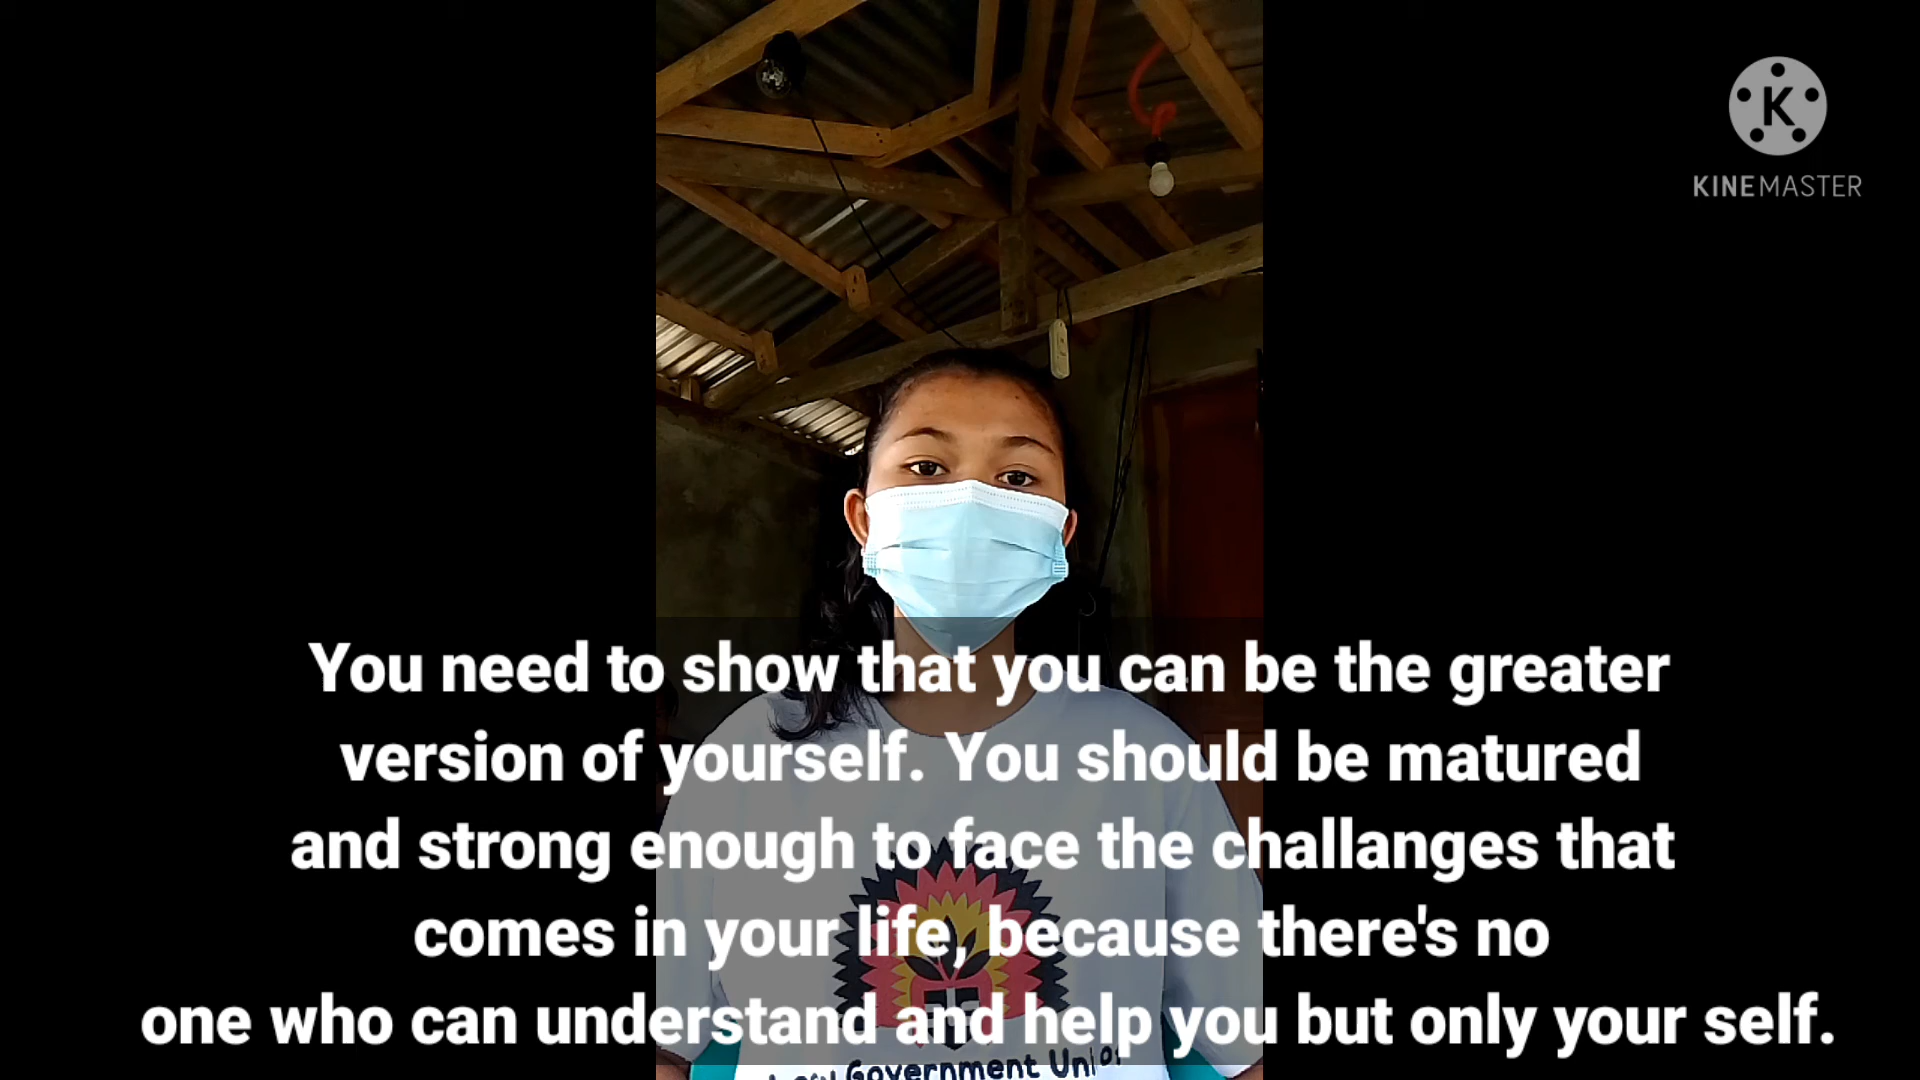 KINEMASTER
You need to show that you can be the greater
version of yourself. You should be matured
and strong enough to face the challanges that
comes in your life, because there's no
one who can understand and help you but only your self.
Government Union